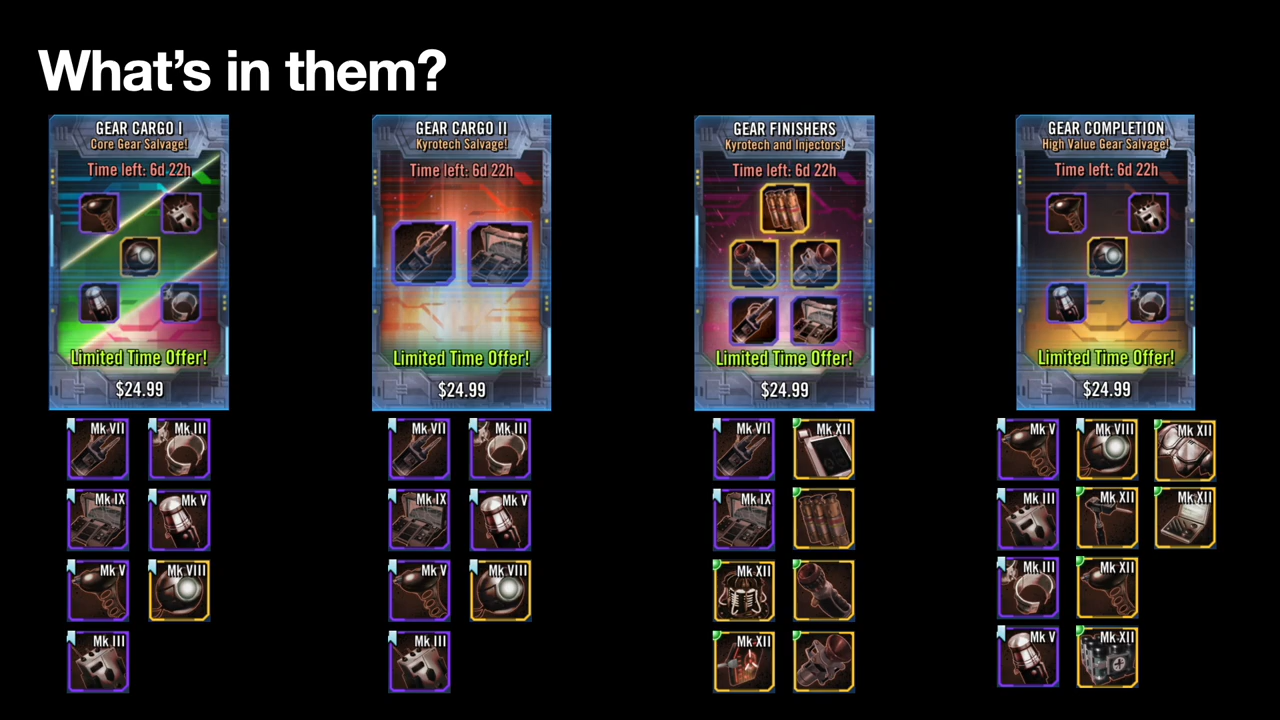 What's in them?
GEAR CARGO I
Core Gear Salvage!
Time left: 6d 22h
Limited Time Offer!
$24.99
GEAR CARGO II
Kyrotech Salvage!
Time left: 6d 22h
Limited Time Offer!
$24.99
GEAR FINISHERS
Kyrotech and Injectors!
Time left: 6d 22h
Limited Time Offer!
$24.99
GEAR COMPLETION
High Value Gear Salvage!
Time left: 6d 22h
Limited Time Offer!
$24.99
Mk VII Mk III
Mk IX Mk V
Mk V Mk VIII
Mk III
Mk VII Mk III
Mk IX Mk V
Mk V Mk VIII
Mk III
Mk VII Mk XII
Mk IX
Mk XII
Mk XII
Mk V Mk VIII Mk XII
Mk III Mk XII Mk XII
Mk III Mk XII
Mk V Mk XII